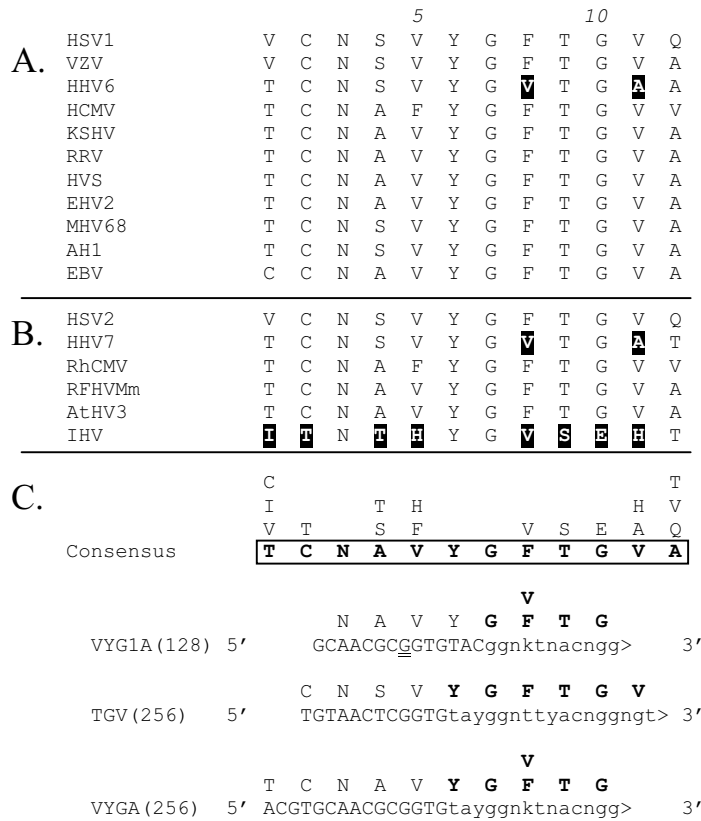 5 10
HSV1 V C N S V Y G F T G V Q
A.
VZV V C N S V Y G F T G V A
HHV6 T C N S V Y G V T G A A
HCMV T C N A F Y G F T G V V
KSHV T C N A V Y G F T G V A
RRV T C N A V Y G F T G V A
HVS T C N A V Y G F T G V A
EHV2 T C N A V Y G F T G V A
MHV68 T C N S V Y G F T G V A
AH1 T C N S V Y G F T G V A
EBV C C N A V Y G F T G V A
HSV2 V C N S V Y G F T G V Q
B.
HHV7 T C N S V Y G V T G A T
RhCMV T C N A F Y G F T G V V
RFHVMm T C N A V Y G F T G V A
AtHV3 T C N A V Y G F T G V A
IHV I T N T H Y G V S E H T
C.
C T
I T H H V
V T S F V S E A Q
Consensus T C N A V Y G F T G V A
V
N A V Y G F T G
VYG1A(128) 5′ GCAACGCGGTGTACggnktnacngg> 3′
C N S V Y G F T G V
TGV(256) 5′ TGTAACTCGGTGtayggnttyacnggngt> 3′
V
T C N A V Y G F T G
VYGA(256) 5′ ACGTGCAACGCGGTGtayggnktnacngg> 3′